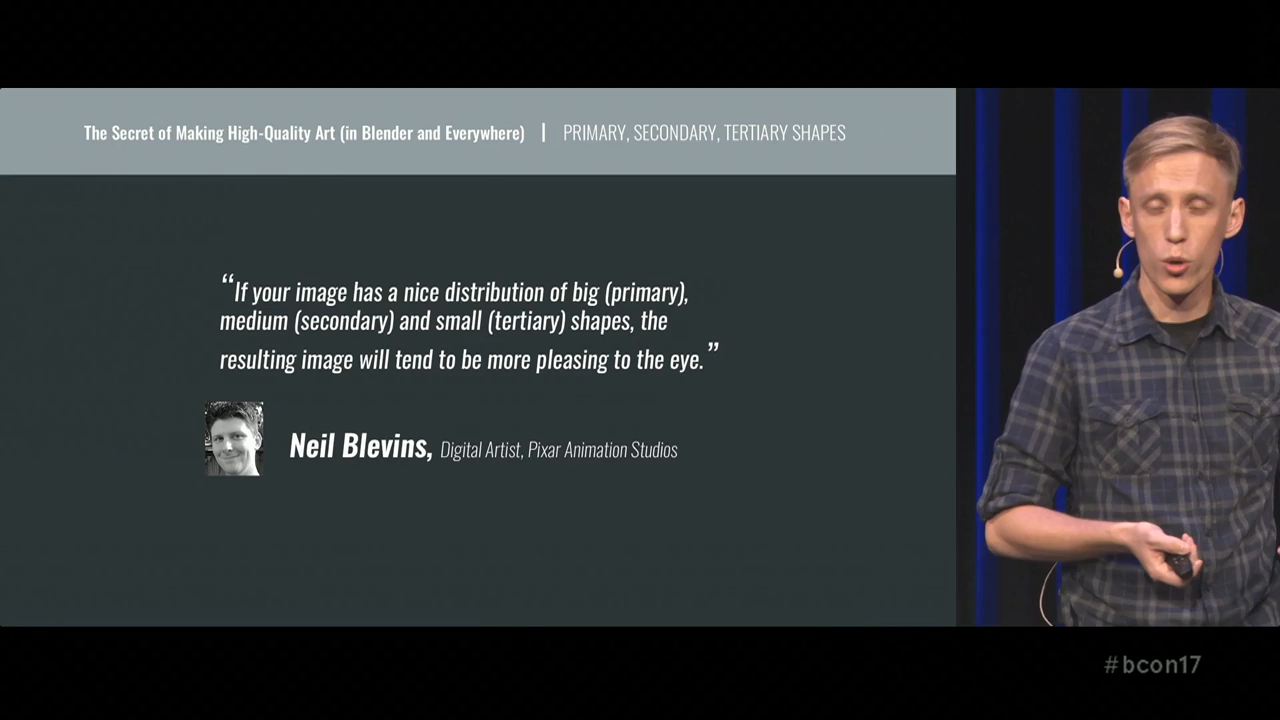 The Secret of Making High-Quality Art (in Blender and Everywhere) | PRIMARY, SECONDARY, TERTIARY SHAPES
“If your image has a nice distribution of big (primary),
medium (secondary) and small (tertiary) shapes, the
resulting image will tend to be more pleasing to the eye.”
Neil Blevins, Digital Artist, Pixar Animation Studios
#bcon17